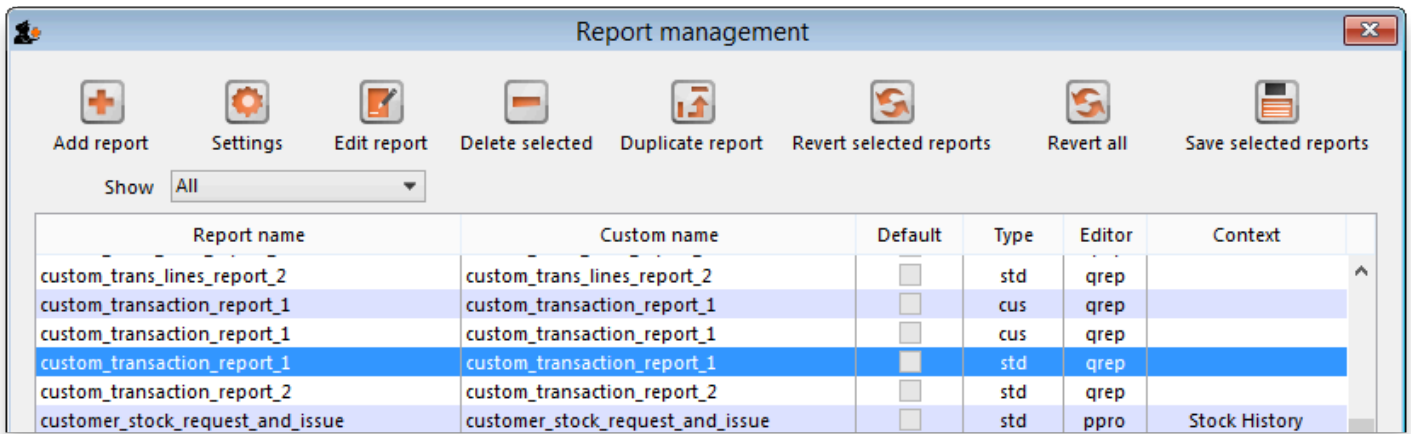 Report management
Add report Settings Edit report Delete selected Duplicate report Revert selected reports Revert all Save selected reports
Show All
Report name Custom name Default Type Editor Context
custom_trans_lines_report_2 custom_trans_lines_report_2 std qrep
custom_transaction_report_1 custom_transaction_report_1 cus qrep
custom_transaction_report_1 custom_transaction_report_1 cus qrep
custom_transaction_report_1 custom_transaction_report_1 std qrep
custom_transaction_report_2 custom_transaction_report_2 std qrep
customer_stock_request_and_issue customer_stock_request_and_issue std ppro Stock History